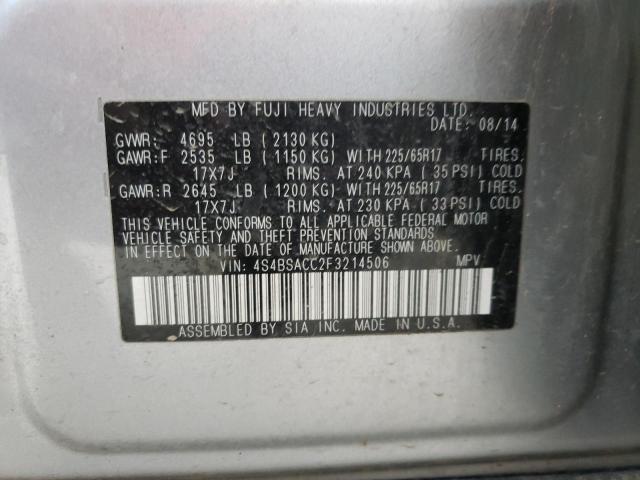 MFD BY FUJI HEAVY INDUSTRIES LTD.
DATE: 08/14
GVWR: 4695 LB (2130 KG)
GAWR:F 2535 LB (1150 KG) WITH 225/65R17 TIRES.
17X7J RIMS. AT 240 KPA (35 PSI) COLD
GAWR:R 2645 LB (1200 KG) WITH 225/65R17 TIRES.
17X7J RIMS. AT 230 KPA (33 PSI) COLD
THIS VEHICLE CONFORMS TO ALL APPLICABLE FEDERAL MOTOR
VEHICLE SAFETY AND THEFT PREVENTION STANDARDS
IN EFFECT ON THE DATE OF MANUFACTURE SHOWN ABOVE.
VIN: 4S4BSACC2F3214506 MPV
ASSEMBLED BY SIA INC. MADE IN U.S.A.